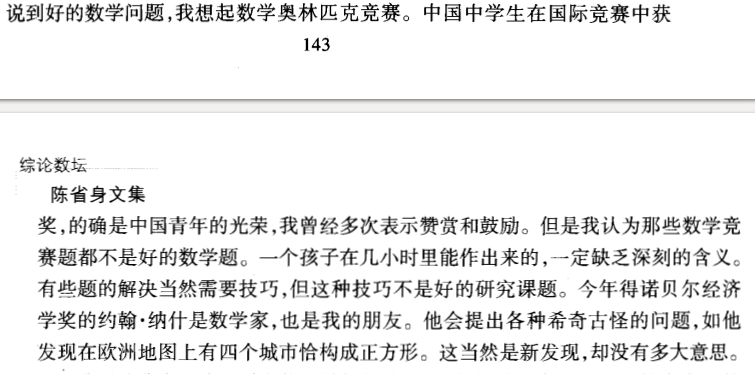 说到好的数学问题,我想起数学奥林匹克竞赛。中国中学生在国际竞赛中获
143
综论数坛
陈省身文集
奖,的确是中国青年的光荣,我曾经多次表示赞赏和鼓励。但是我认为那些数学竞
赛题都不是好的数学题。一个孩子在几小时里能作出来的,一定缺乏深刻的含义。
有些题的解决当然需要技巧,但这种技巧不是好的研究课题。今年得诺贝尔经济
学奖的约翰·纳什是数学家,也是我的朋友。他会提出各种希奇古怪的问题,如他
发现在欧洲地图上有四个城市恰构成正方形。这当然是新发现,却没有多大意思。